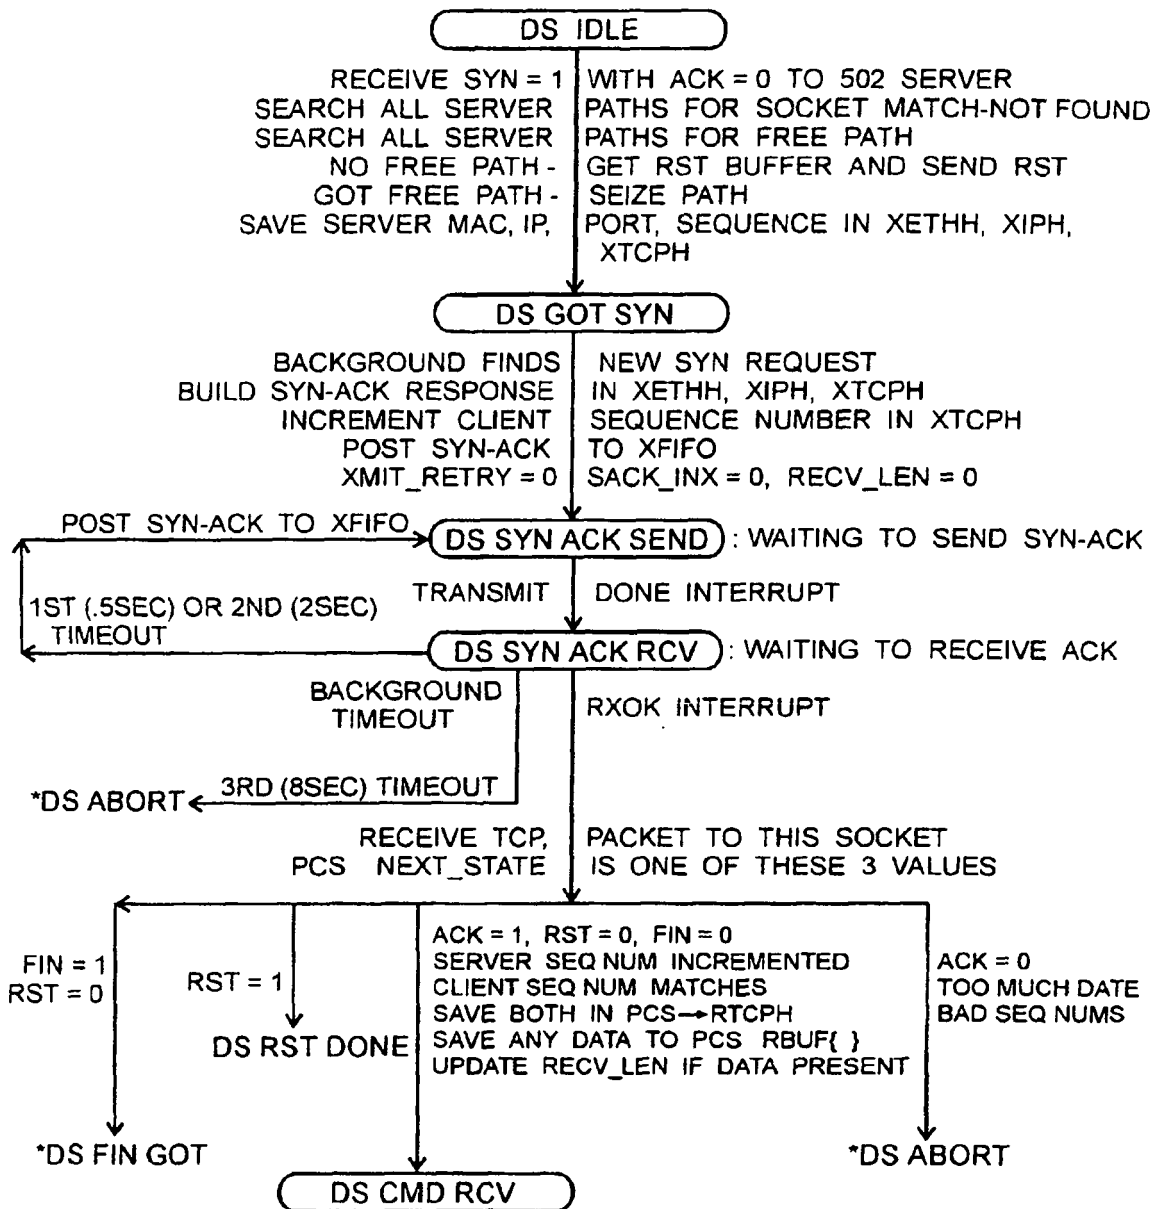 DS IDLE
RECEIVE SYN = 1 WITH ACK = 0 TO 502 SERVER
SEARCH ALL SERVER PATHS FOR SOCKET MATCH-NOT FOUND
SEARCH ALL SERVER PATHS FOR FREE PATH
NO FREE PATH - GET RST BUFFER AND SEND RST
GOT FREE PATH - SEIZE PATH
SAVE SERVER MAC, IP, PORT, SEQUENCE IN XETHH, XIPH,
XTCPH
DS GOT SYN
BACKGROUND FINDS NEW SYN REQUEST
BUILD SYN-ACK RESPONSE IN XETHH, XIPH, XTCPH
INCREMENT CLIENT SEQUENCE NUMBER IN XTCPH
POST SYN-ACK TO XFIFO
XMIT_RETRY = 0 SACK_INX = 0, RECV_LEN = 0
POST SYN-ACK TO XFIFO
DS SYN ACK SEND : WAITING TO SEND SYN-ACK
TRANSMIT DONE INTERRUPT
1ST (.5SEC) OR 2ND (2SEC)
TIMEOUT
DS SYN ACK RCV : WAITING TO RECEIVE ACK
BACKGROUND
TIMEOUT
RXOK INTERRUPT
3RD (8SEC) TIMEOUT
*DS ABORT
RECEIVE TCP, PACKET TO THIS SOCKET
PCS NEXT_STATE IS ONE OF THESE 3 VALUES
FIN = 1
RST = 0
*DS FIN GOT
RST = 1
DS RST DONE
ACK = 1, RST = 0, FIN = 0
SERVER SEQ NUM INCREMENTED
CLIENT SEQ NUM MATCHES
SAVE BOTH IN PCS→RTCPH
SAVE ANY DATA TO PCS RBUF{ }
UPDATE RECV_LEN IF DATA PRESENT
DS CMD RCV
ACK = 0
TOO MUCH DATE
BAD SEQ NUMS
*DS ABORT